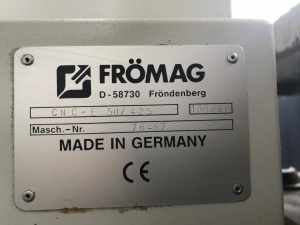 FRÖMAG
D-58730 Fröndenberg
CNC-E 50/425
Masch.-Nr.
MADE IN GERMANY
CE